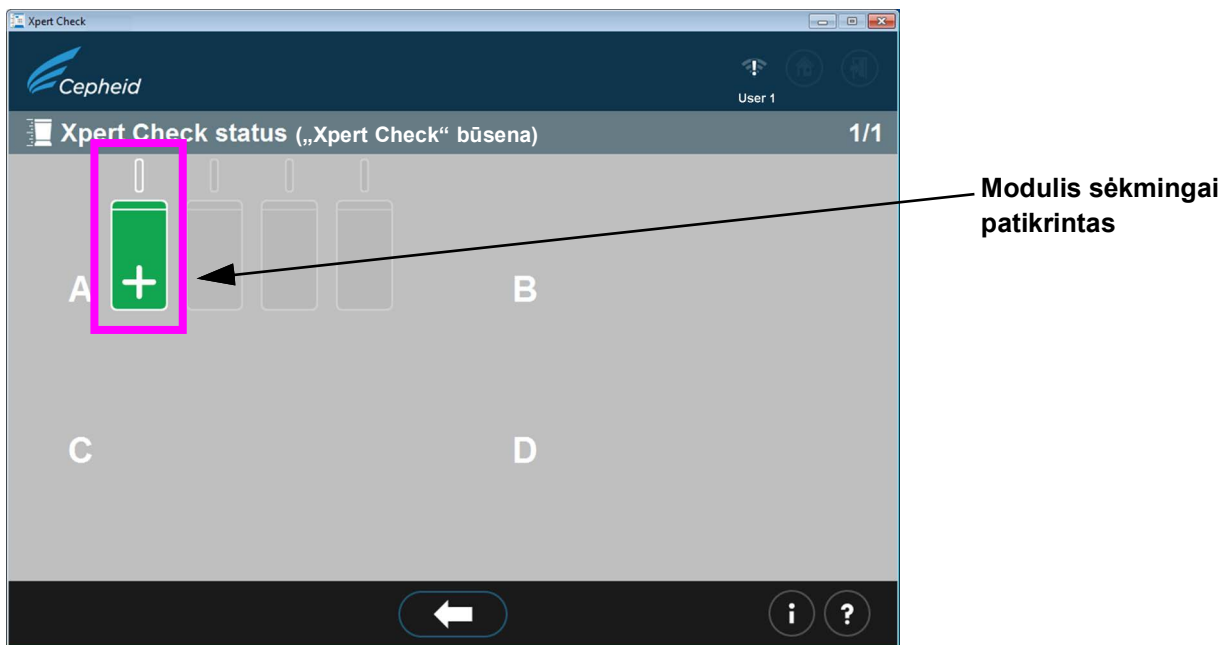 Xpert Check
Cepheid
User 1
Xpert Check status („Xpert Check“ būsena)
1/1
Modulis sėkmingai
patikrintas
A
B
C
D
i
?